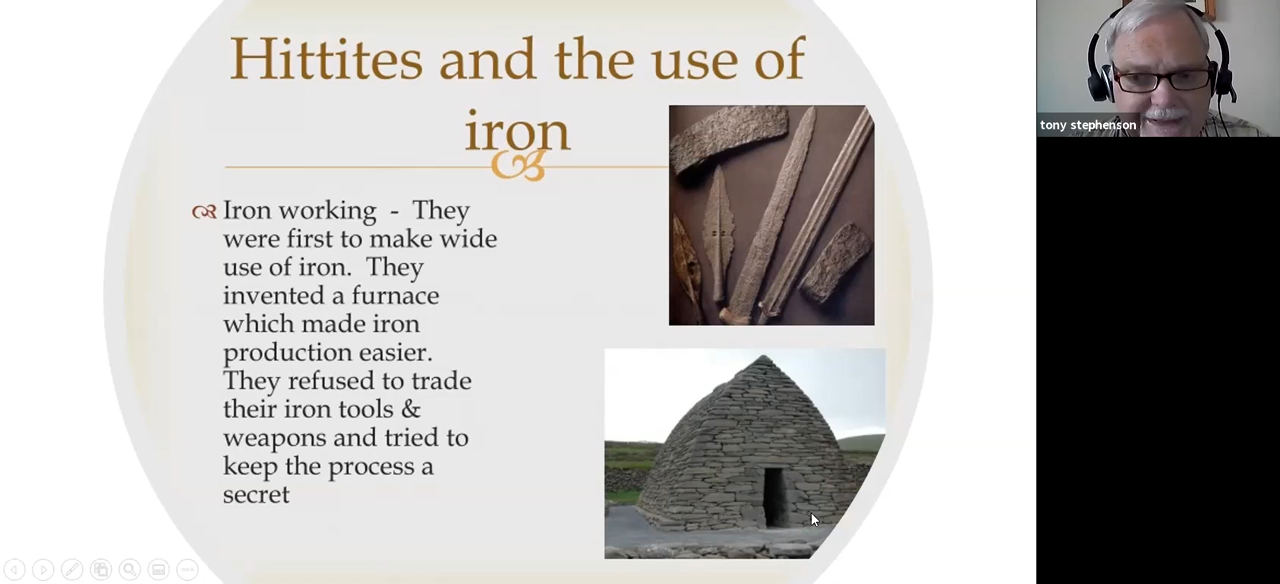 Hittites and the use of
iron
Iron working - They
were first to make wide
use of iron. They
invented a furnace
which made iron
production easier.
They refused to trade
their iron tools &
weapons and tried to
keep the process a
secret
tony stephenson